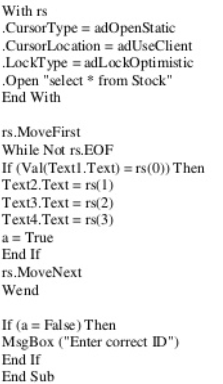 With rs
.CursorType = adOpenStatic
.CursorLocation = adUseClient
.LockType = adLockOptimistic
.Open "select * from Stock"
End With
rs.MoveFirst
While Not rs.EOF
If (Val(Text1.Text) = rs(0)) Then
Text2.Text = rs(1)
Text3.Text = rs(2)
Text4.Text = rs(3)
a = True
End If
rs.MoveNext
Wend
If (a = False) Then
MsgBox ("Enter correct ID")
End If
End Sub